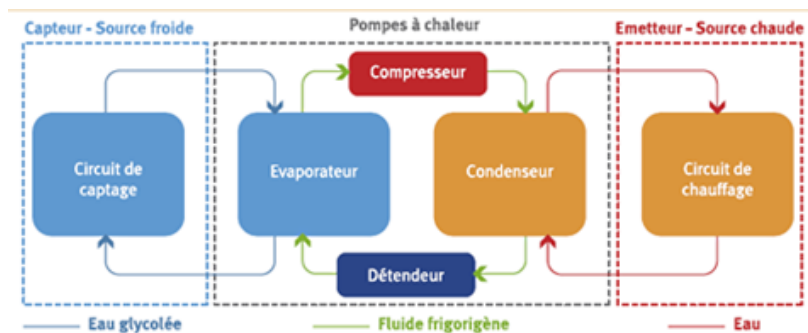 Capteur - Source froide
Pompes à chaleur
Emetteur - Source chaude
Compresseur
Circuit de
captage
Evaporateur
Condenseur
Circuit de
chauffage
Détendeur
Eau glycolée
Fluide frigorigène
Eau